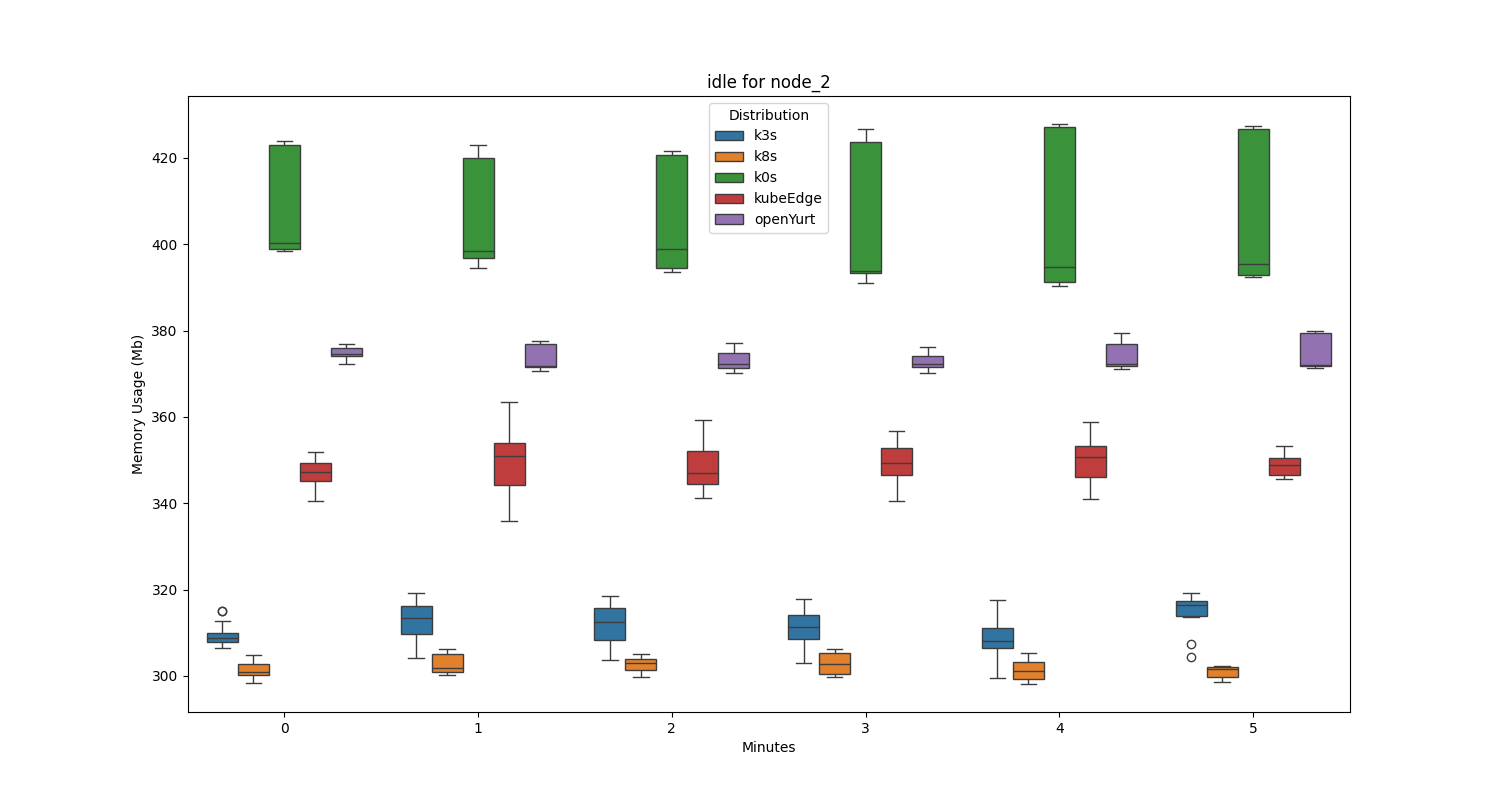 idle for node_2
Distribution
k3s
k8s
k0s
kubeEdge
openYurt
Memory Usage (Mb)
420
400
380
360
340
320
300
0 1 2 3 4 5
Minutes